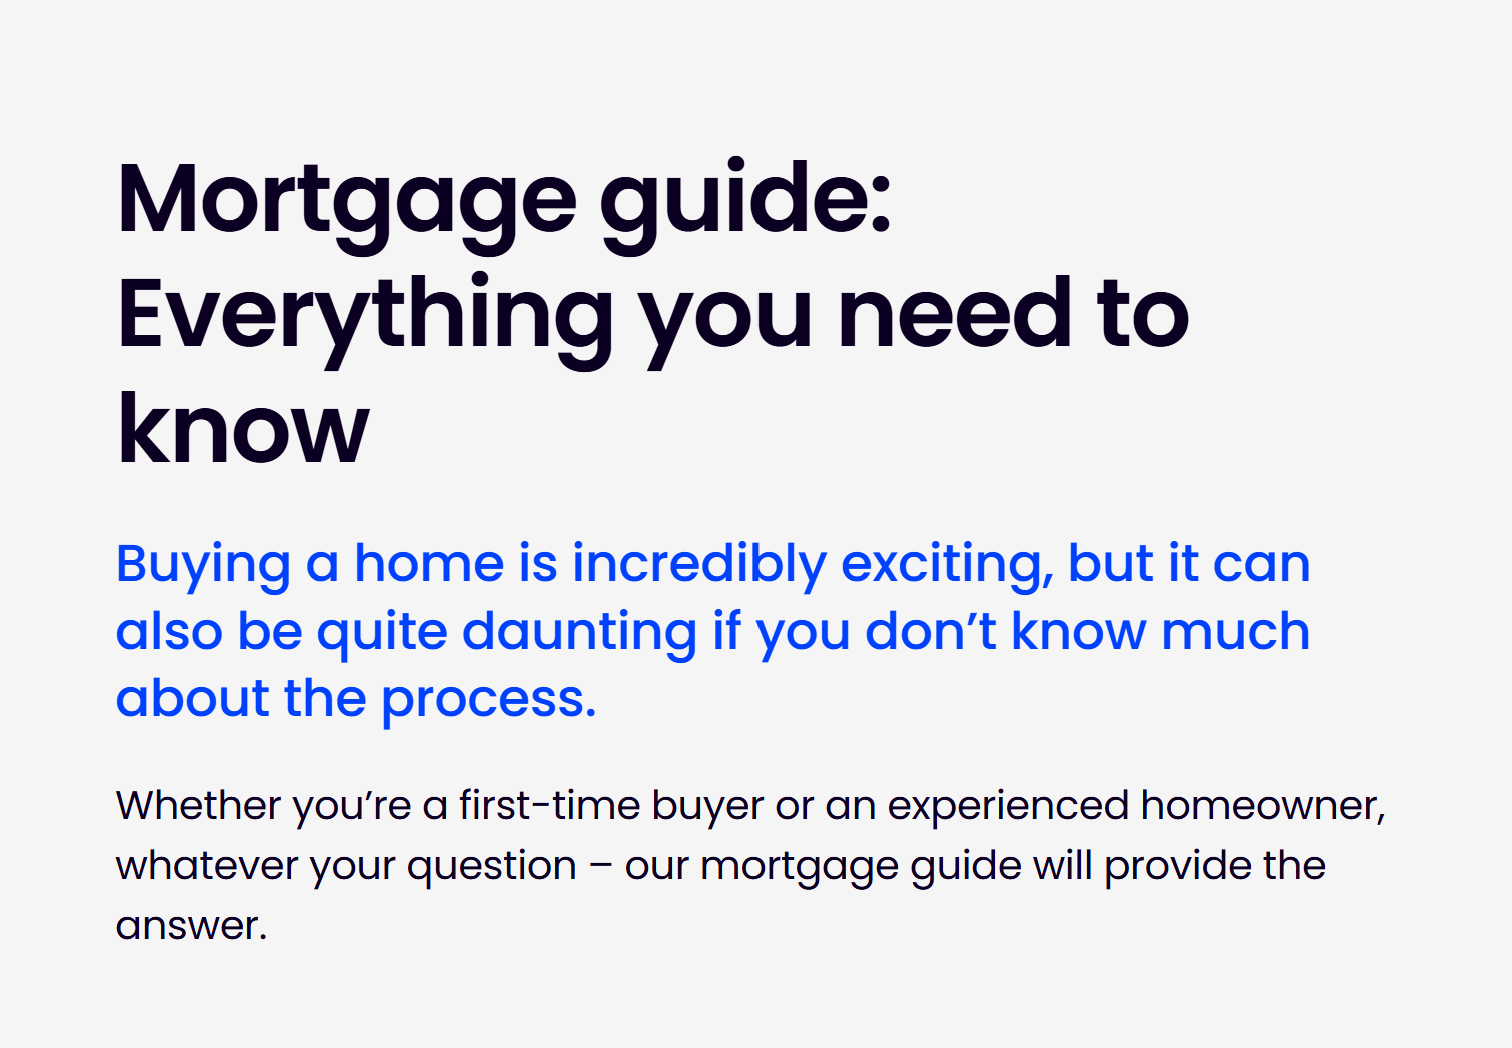 Mortgage guide:
Everything you need to
know
Buying a home is incredibly exciting, but it can
also be quite daunting if you don’t know much
about the process.
Whether you’re a first-time buyer or an experienced homeowner,
whatever your question – our mortgage guide will provide the
answer.